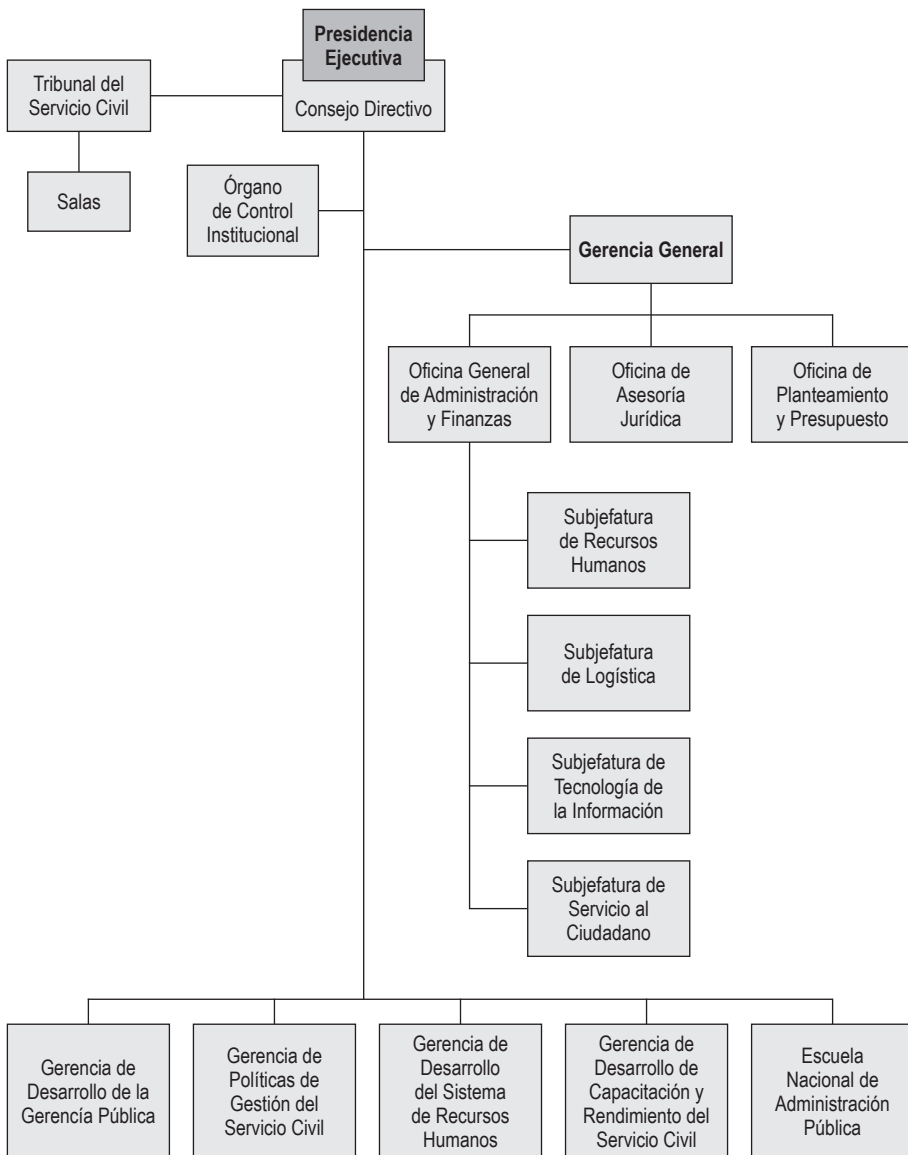 Presidencia
Ejecutiva
Consejo Directivo
Tribunal del
Servicio Civil
Salas
Órgano
de Control
Institucional
Gerencia General
Oficina General
de Administración
y Finanzas
Oficina de
Asesoría
Jurídica
Oficina de
Planteamiento
y Presupuesto
Subjefatura
de Recursos
Humanos
Subjefatura
de Logística
Subjefatura de
Tecnología de
la Información
Subjefatura de
Servicio al
Ciudadano
Gerencia de
Desarrollo de la
Gerencía Pública
Gerencia de
Políticas de
Gestión del
Servicio Civil
Gerencia de
Desarrollo
del Sistema
de Recursos
Humanos
Gerencia de
Desarrollo de
Capacitación y
Rendimiento del
Servicio Civil
Escuela
Nacional de
Administración
Pública